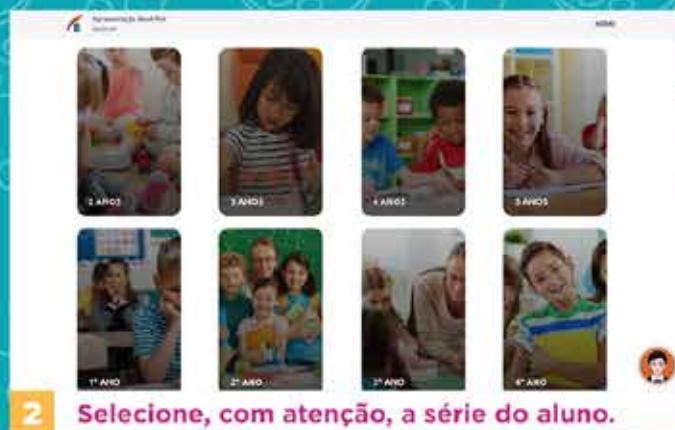 MENU
2 ANOS
3 ANOS
4 ANOS
5 ANOS
1º ANO
2º ANO
3º ANO
4º ANO
2 Selecione, com atenção, a série do aluno.